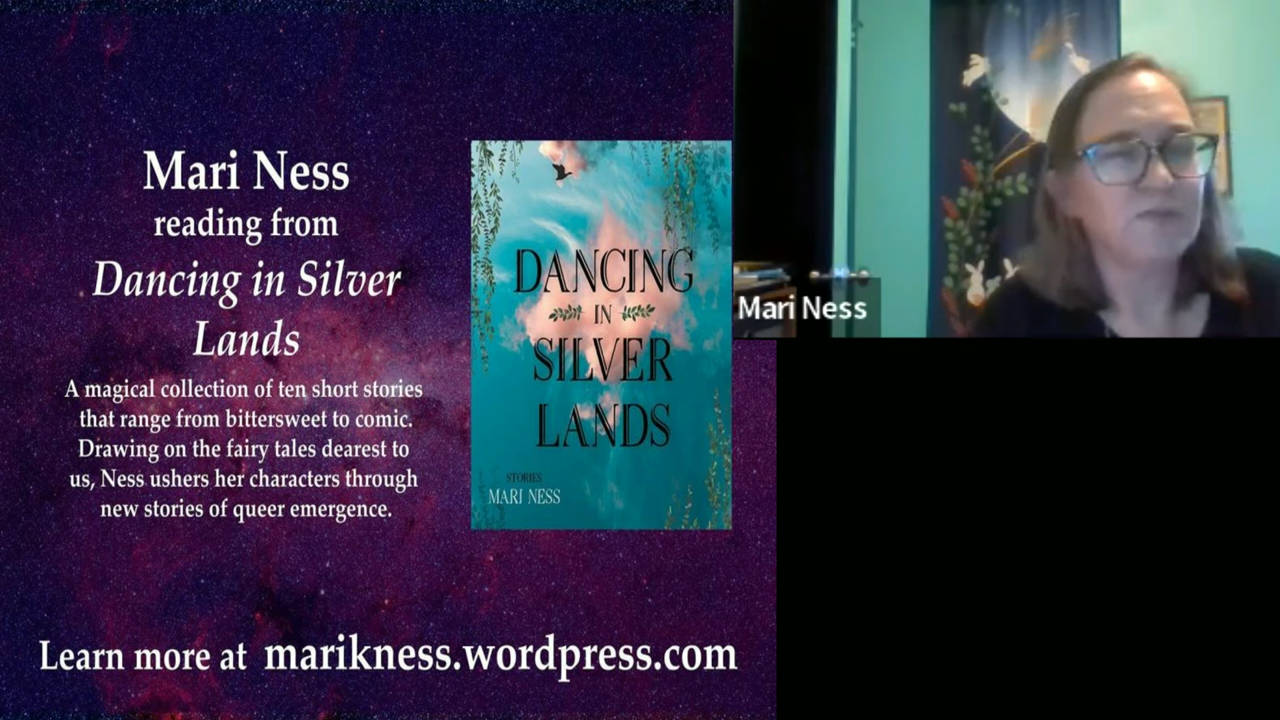 Mari Ness
reading from
Dancing in Silver
Lands
A magical collection of ten short stories
that range from bittersweet to comic.
Drawing on the fairy tales dearest to
us, Ness ushers her characters through
new stories of queer emergence.
Learn more at marikness.wordpress.com
DANCING
IN
SILVER
LANDS
STORIES
MARI NESS
Mari Ness